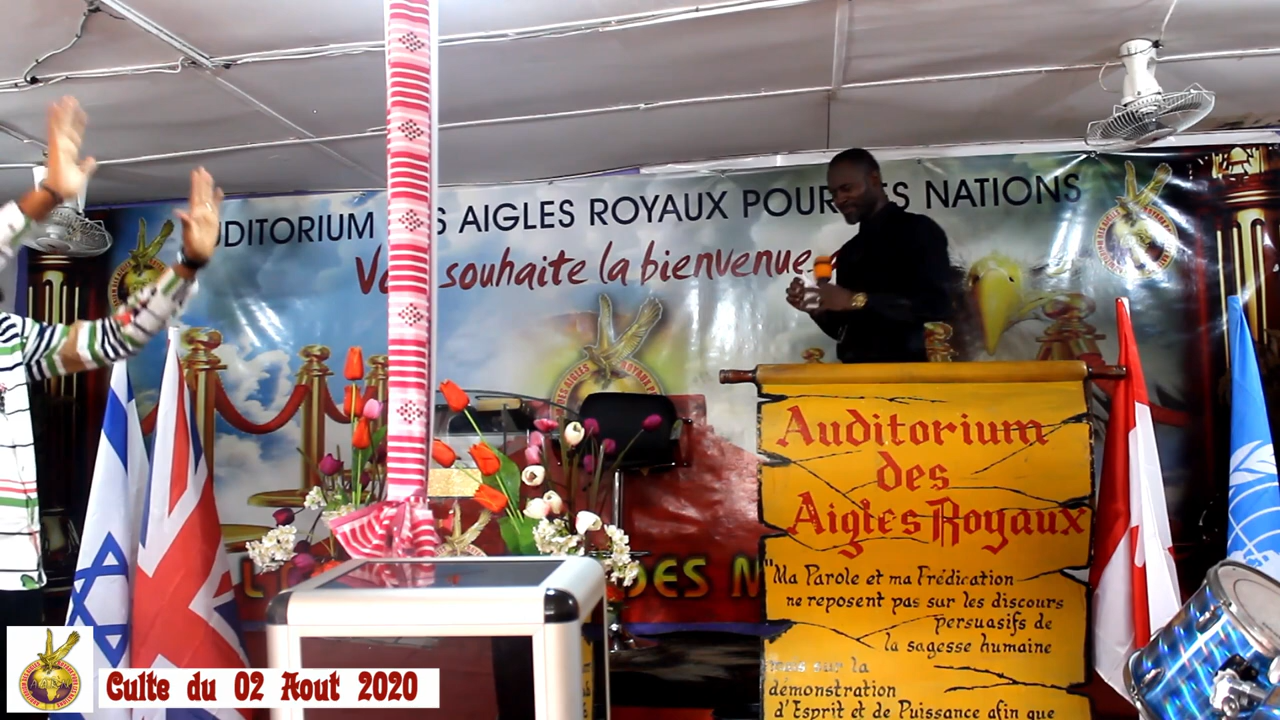 AUDITORIUM AIGLES ROYAUX POUR NATIONS
souhaite la bienvenue
Auditorium
des
Aigles Royaux
"Ma Parole et ma Prédication
ne reposent pas sur les discours
persuasifs de
la sagesse humaine
mais sur la
démonstration
d'Esprit et de Puissance afin que
DES
Culte du 02 Aout 2020